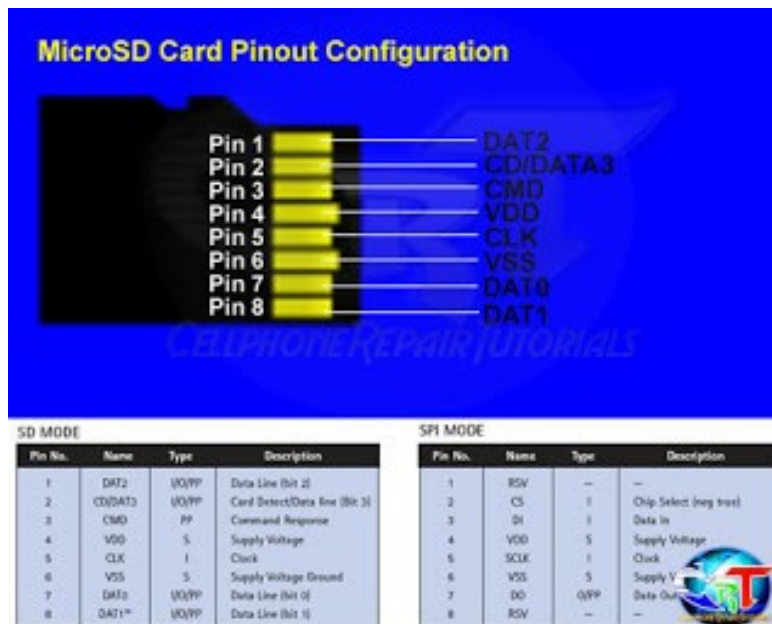 MicroSD Card Pinout Configuration
Pin 1 DAT2
Pin 2 CD/DATA3
Pin 3 CMD
Pin 4 VDD
Pin 5 CLK
Pin 6 VSS
Pin 7 DAT0
Pin 8 DAT1
CELLPHONEREPAIRTUTORIALS
SD MODE
Pin No. Name Type Description
1 DAT2 I/O/PP Data Line (bit 2)
2 CD/DAT3 I/O/PP Card Detect/Data line (Bit 3)
3 CMD PP Command Response
4 VDD S Supply Voltage
5 CLK I Clock
6 VSS S Supply Voltage Ground
7 DAT0 I/O/PP Data Line (bit 0)
8 DAT1 I/O/PP Data Line (bit 1)
SPI MODE
Pin No. Name Type Description
1 RSV – –
2 CS I Chip Select (neg true)
3 DI I Data In
4 VDD S Supply Voltage
5 SCLK I Clock
6 VSS S Supply V
7 DO O/PP Data Out
8 RSV – –